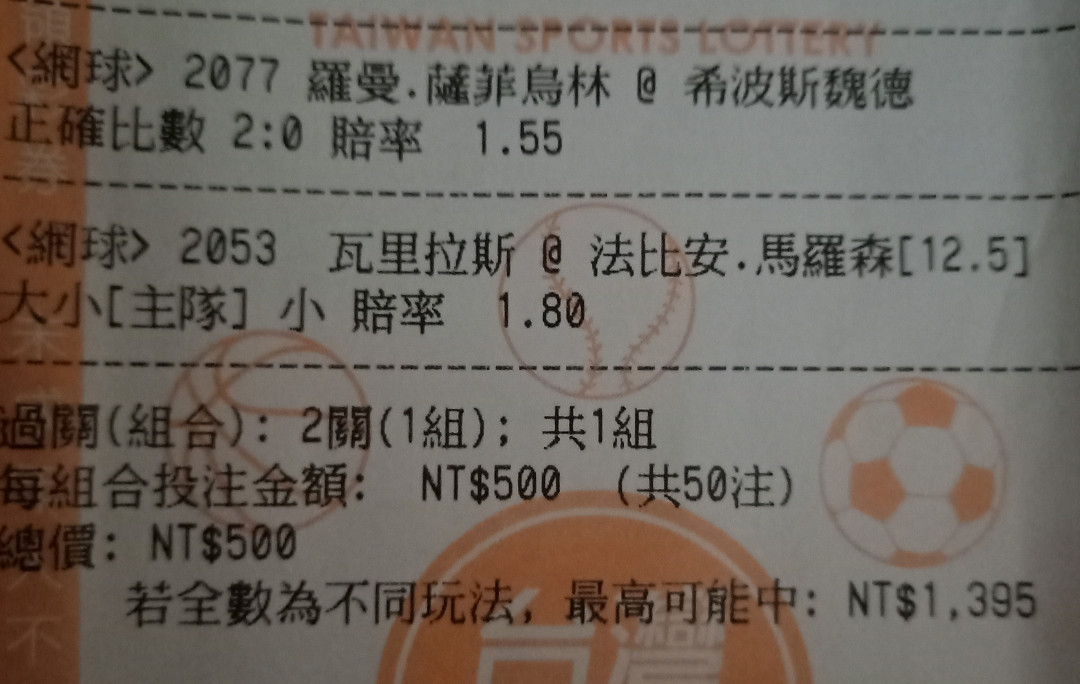 TAIWAN SPORTS LOTTERY
<網球> 2077 羅曼.薩菲烏林 @ 希波斯魏德
正確比數 2:0 賠率 1.55
<網球> 2053 瓦里拉斯 @ 法比安.馬羅森[12.5]
大小[主隊] 小 賠率 1.80
過關(組合): 2關(1組); 共1組
每組合投注金額: NT$500 (共50注)
總價: NT$500
若全數為不同玩法, 最高可能中: NT$1,395